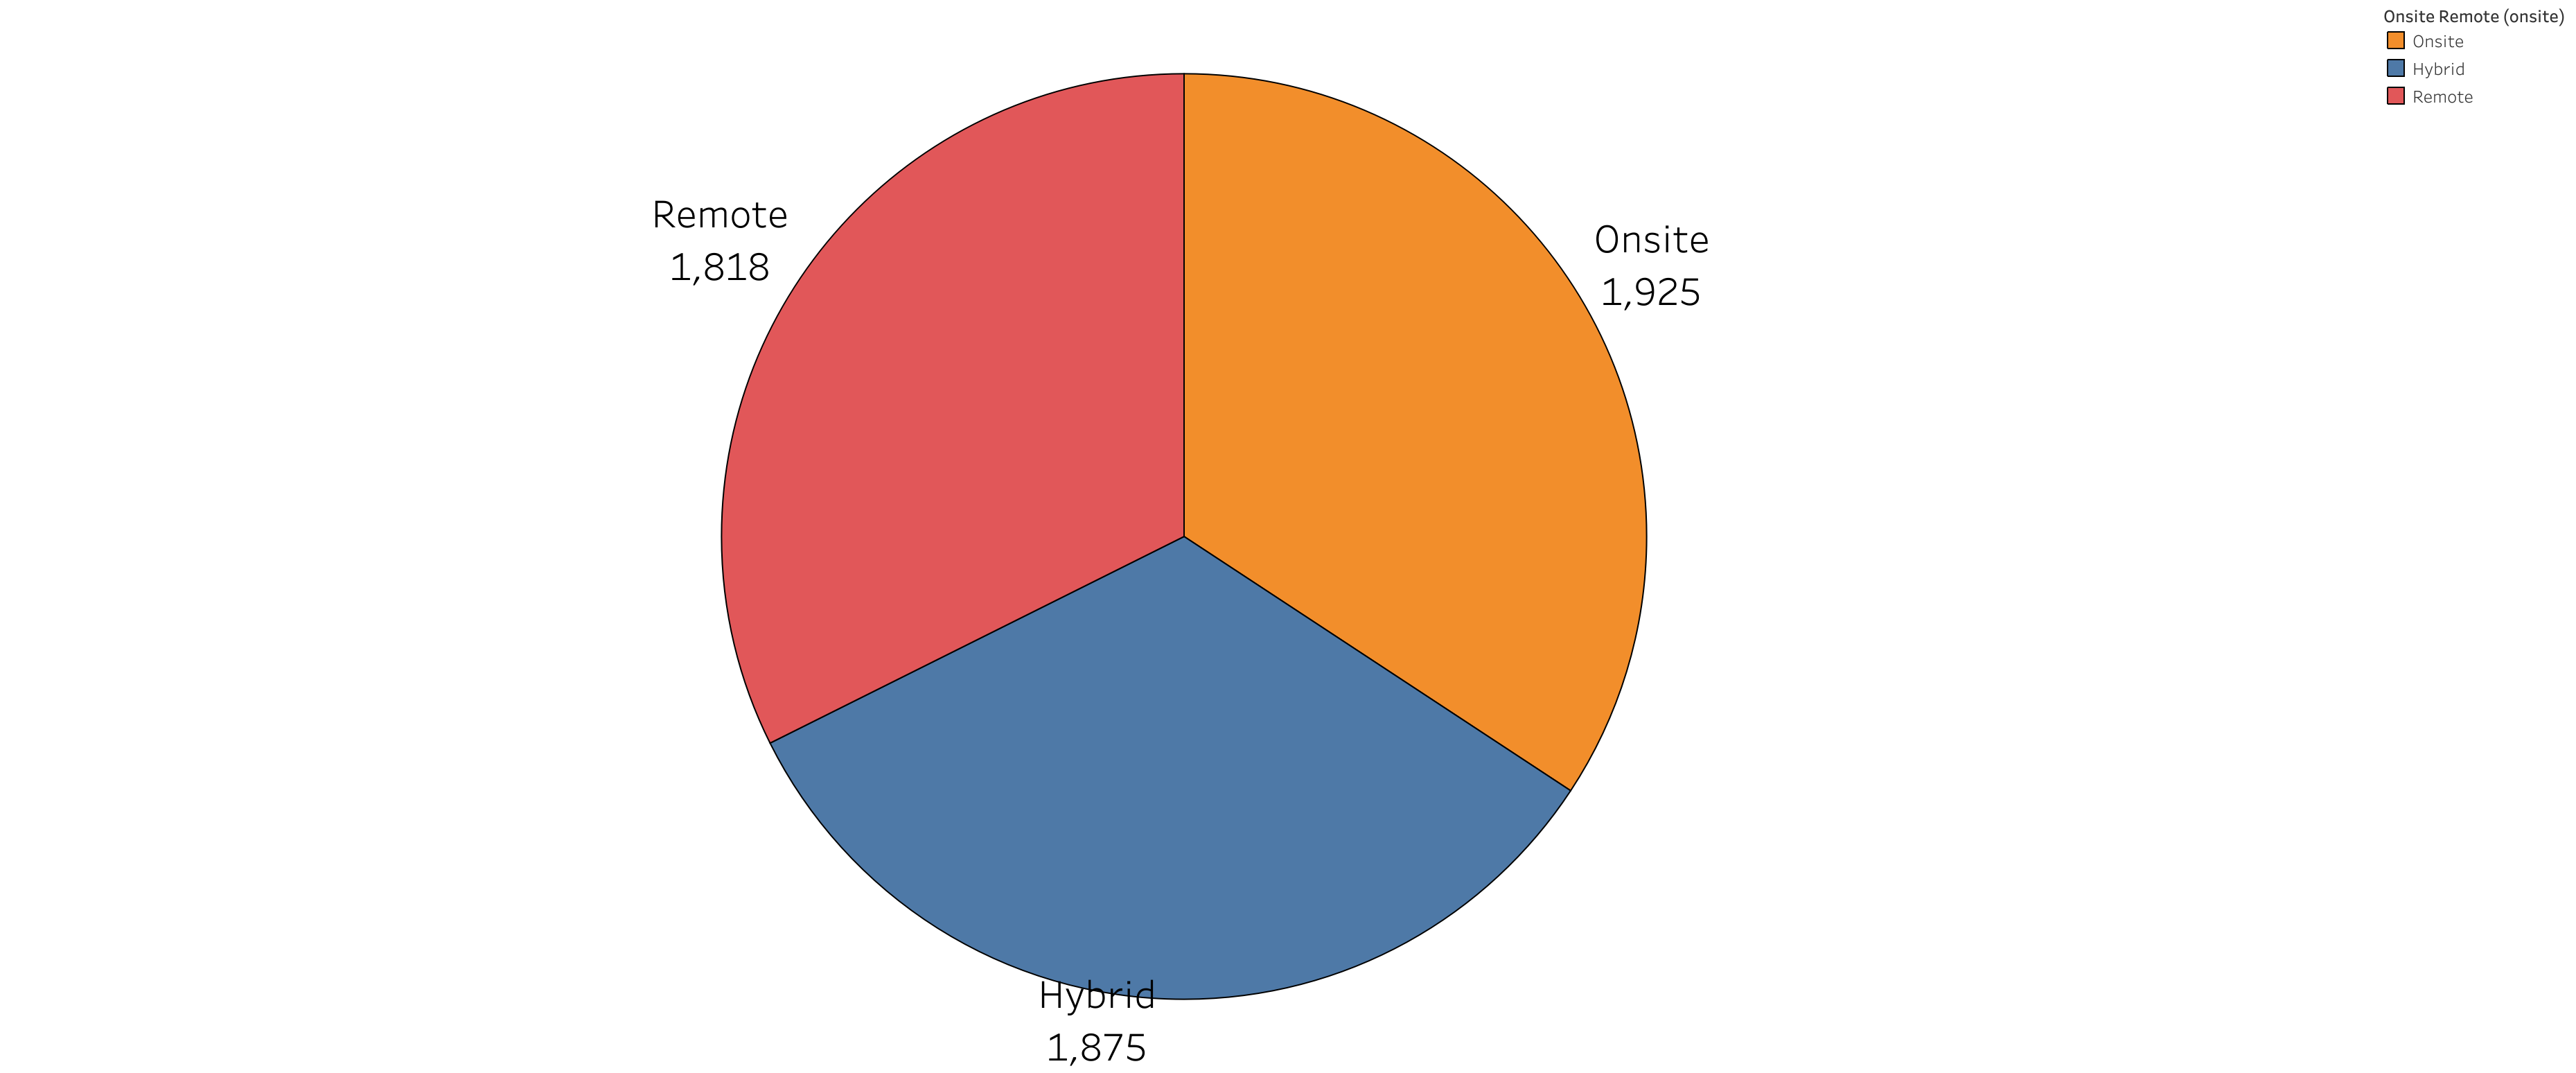 Onsite Remote (onsite)
Onsite
Hybrid
Remote
Remote
1,818
Onsite
1,925
Hybrid
1,875